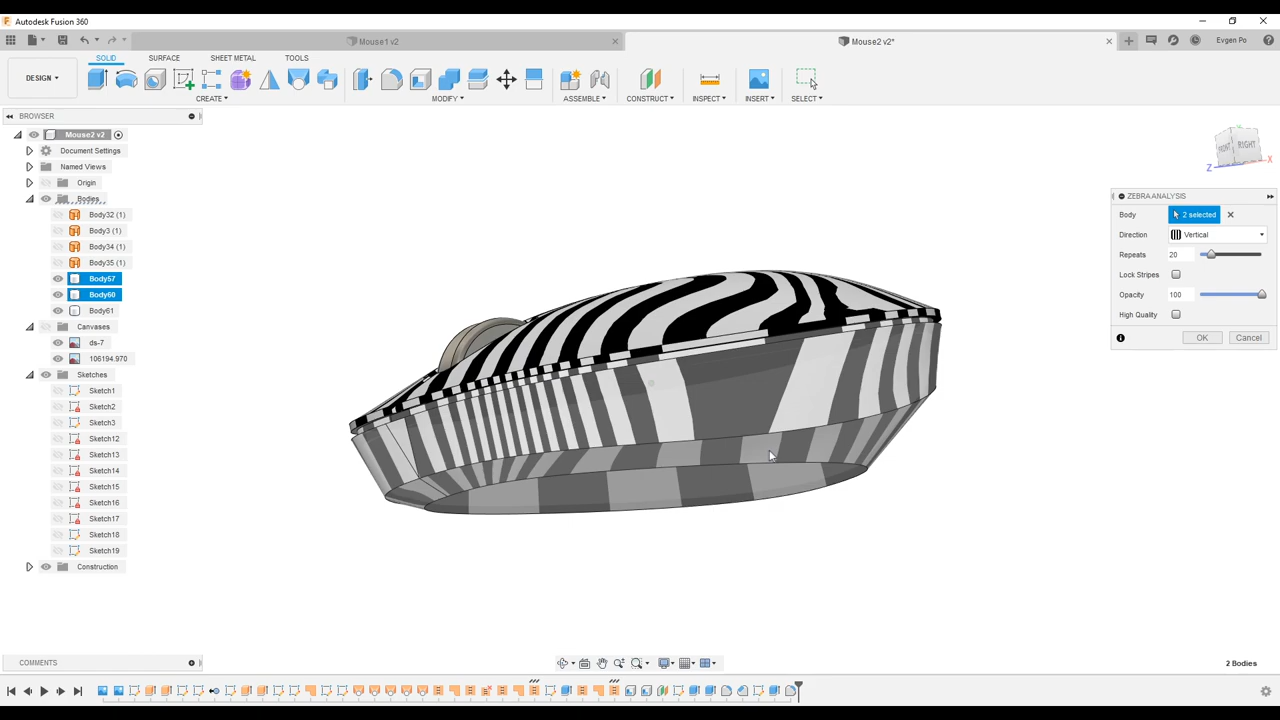 Autodesk Fusion 360
Mouse1 v2
Mouse2 v2*
Evgen Po
DESIGN
SOLID
SURFACE
SHEET METAL
TOOLS
CREATE
MODIFY
ASSEMBLE
CONSTRUCT
INSPECT
INSERT
SELECT
BROWSER
Mouse2 v2
Document Settings
Named Views
Origin
Bodies
Body32 (1)
Body3 (1)
Body34 (1)
Body35 (1)
Body57
Body60
Body61
Canvases
ds-7
106194.970
Sketches
Sketch1
Sketch2
Sketch3
Sketch12
Sketch13
Sketch14
Sketch15
Sketch16
Sketch17
Sketch18
Sketch19
Construction
FRONT
RIGHT
Z
X
ZEBRA ANALYSIS
Body
2 selected
Direction
Vertical
Repeats
20
Lock Stripes
Opacity
100
High Quality
OK
Cancel
COMMENTS
2 Bodies